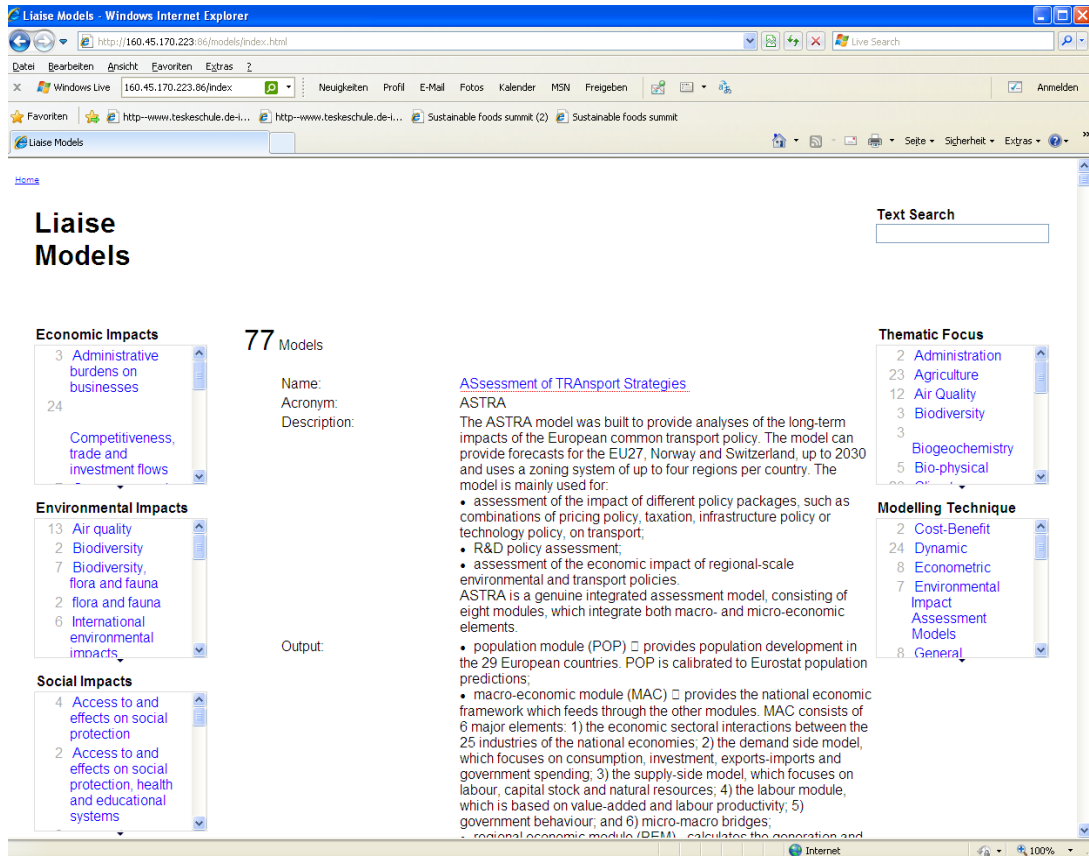 Liaise Models - Windows Internet Explorer
http://160.45.170.223:86/models/index.html
Live Search
Datei Bearbeiten Ansicht Favoriten Extras ?
x Windows Live 160.45.170.223.86/index Neuigkeiten Profil E-Mail Fotos Kalender MSN Freigeben Anmelden
Favoriten http--www.teskeschule.de-i... http--www.teskeschule.de-i... Sustainable foods summit (2) Sustainable foods summit
Liaise Models Seite Sicherheit Extras
Home
Liaise
Models
Text Search
Economic Impacts
3 Administrative
burdens on
businesses
24
Competitiveness,
trade and
investment flows
Environmental Impacts
13 Air quality
2 Biodiversity
7 Biodiversity,
flora and fauna
2 flora and fauna
6 International
environmental
impacts
Social Impacts
4 Access to and
effects on social
protection
2 Access to and
effects on social
protection, health
and educational
systems
77 Models
Name: ASsessment of TRAnsport Strategies
Acronym: ASTRA
Description: The ASTRA model was built to provide analyses of the long-term
impacts of the European common transport policy. The model can
provide forecasts for the EU27, Norway and Switzerland, up to 2030
and uses a zoning system of up to four regions per country. The
model is mainly used for:
• assessment of the impact of different policy packages, such as
combinations of pricing policy, taxation, infrastructure policy or
technology policy, on transport;
• R&D policy assessment;
• assessment of the economic impact of regional-scale
environmental and transport policies.
ASTRA is a genuine integrated assessment model, consisting of
eight modules, which integrate both macro- and micro-economic
elements.
Output: • population module (POP) □ provides population development in
the 29 European countries. POP is calibrated to Eurostat population
predictions;
• macro-economic module (MAC) □ provides the national economic
framework which feeds through the other modules. MAC consists of
6 major elements: 1) the economic sectoral interactions between the
25 industries of the national economies; 2) the demand side model,
which focuses on consumption, investment, exports-imports and
government spending; 3) the supply-side model, which focuses on
labour, capital stock and natural resources; 4) the labour module,
which is based on value-added and labour productivity; 5)
government behaviour; and 6) micro-macro bridges;
• regional economic module (REM) calculates the generation and
Thematic Focus
2 Administration
23 Agriculture
12 Air Quality
3 Biodiversity
3
Biogeochemistry
5 Bio-physical
Modelling Technique
2 Cost-Benefit
24 Dynamic
8 Econometric
7 Environmental
Impact
Assessment
Models
8 General
Internet 100%